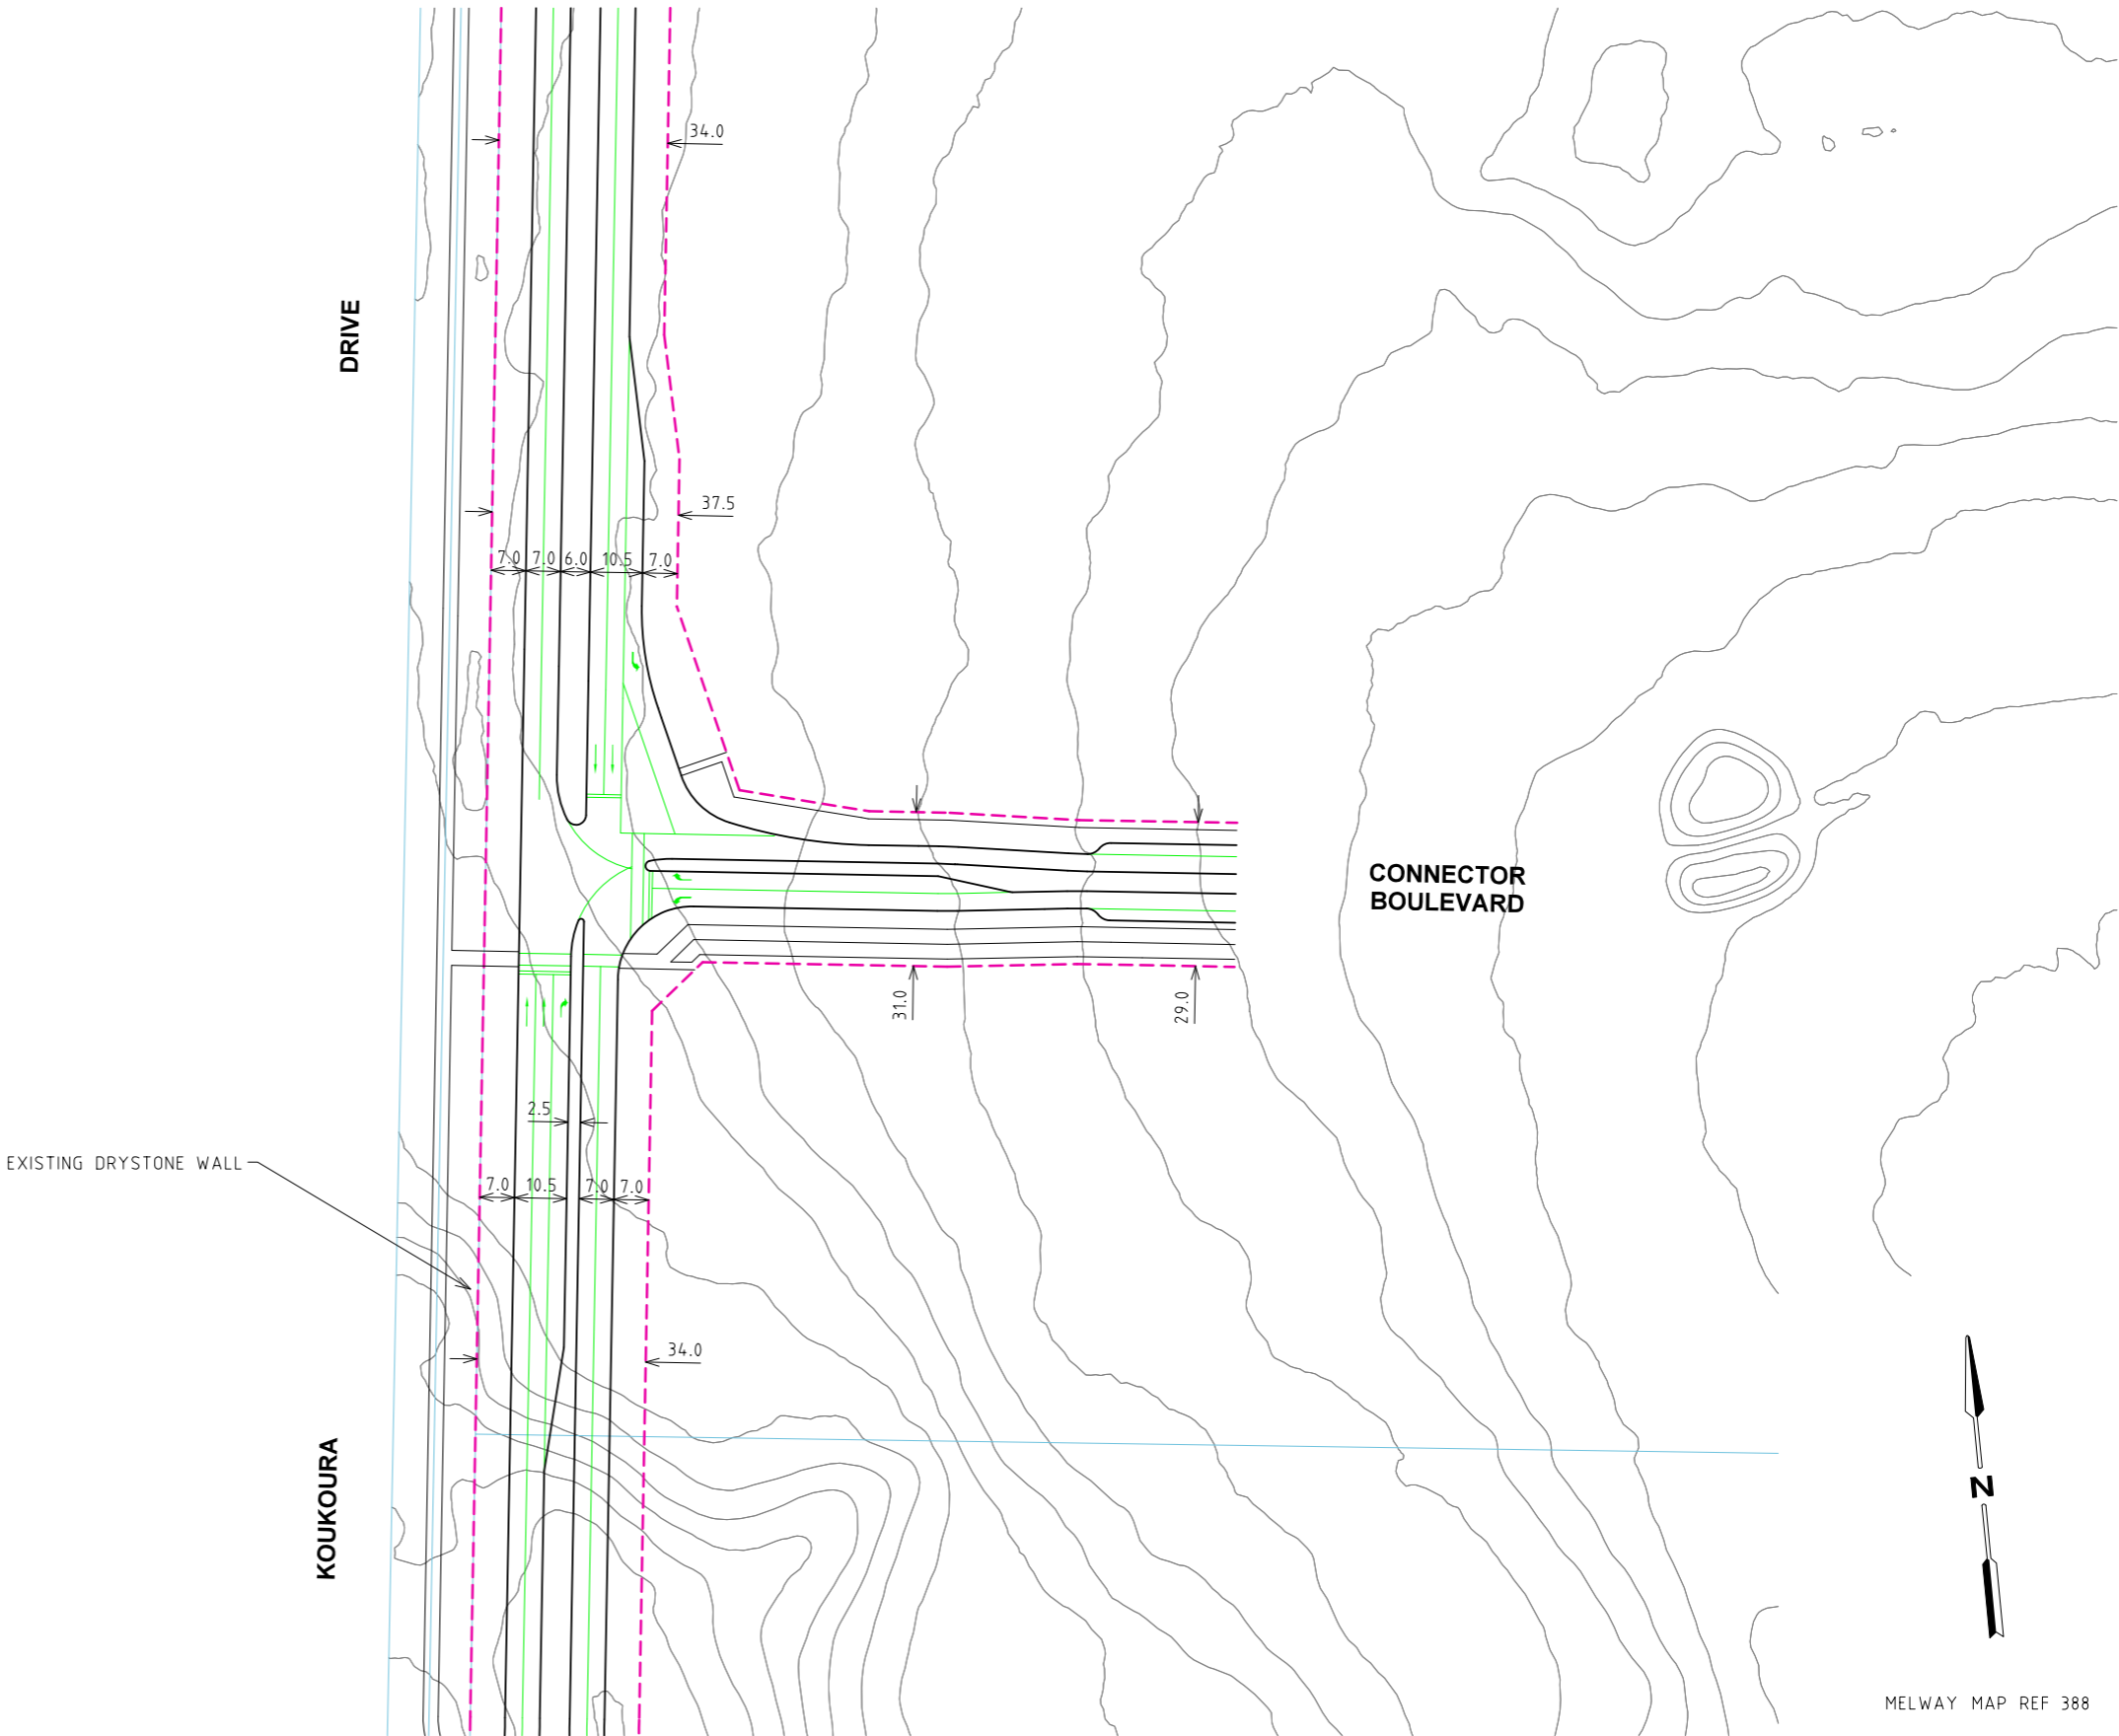 34.0
DRIVE
37.5
7.0 7.0 6.0 10.5 7.0
CONNECTOR
BOULEVARD
31.0
29.0
2.5
EXISTING DRYSTONE WALL
7.0 10.5 7.0 7.0
34.0
KOUKOURA
N
MELWAY MAP REF 388